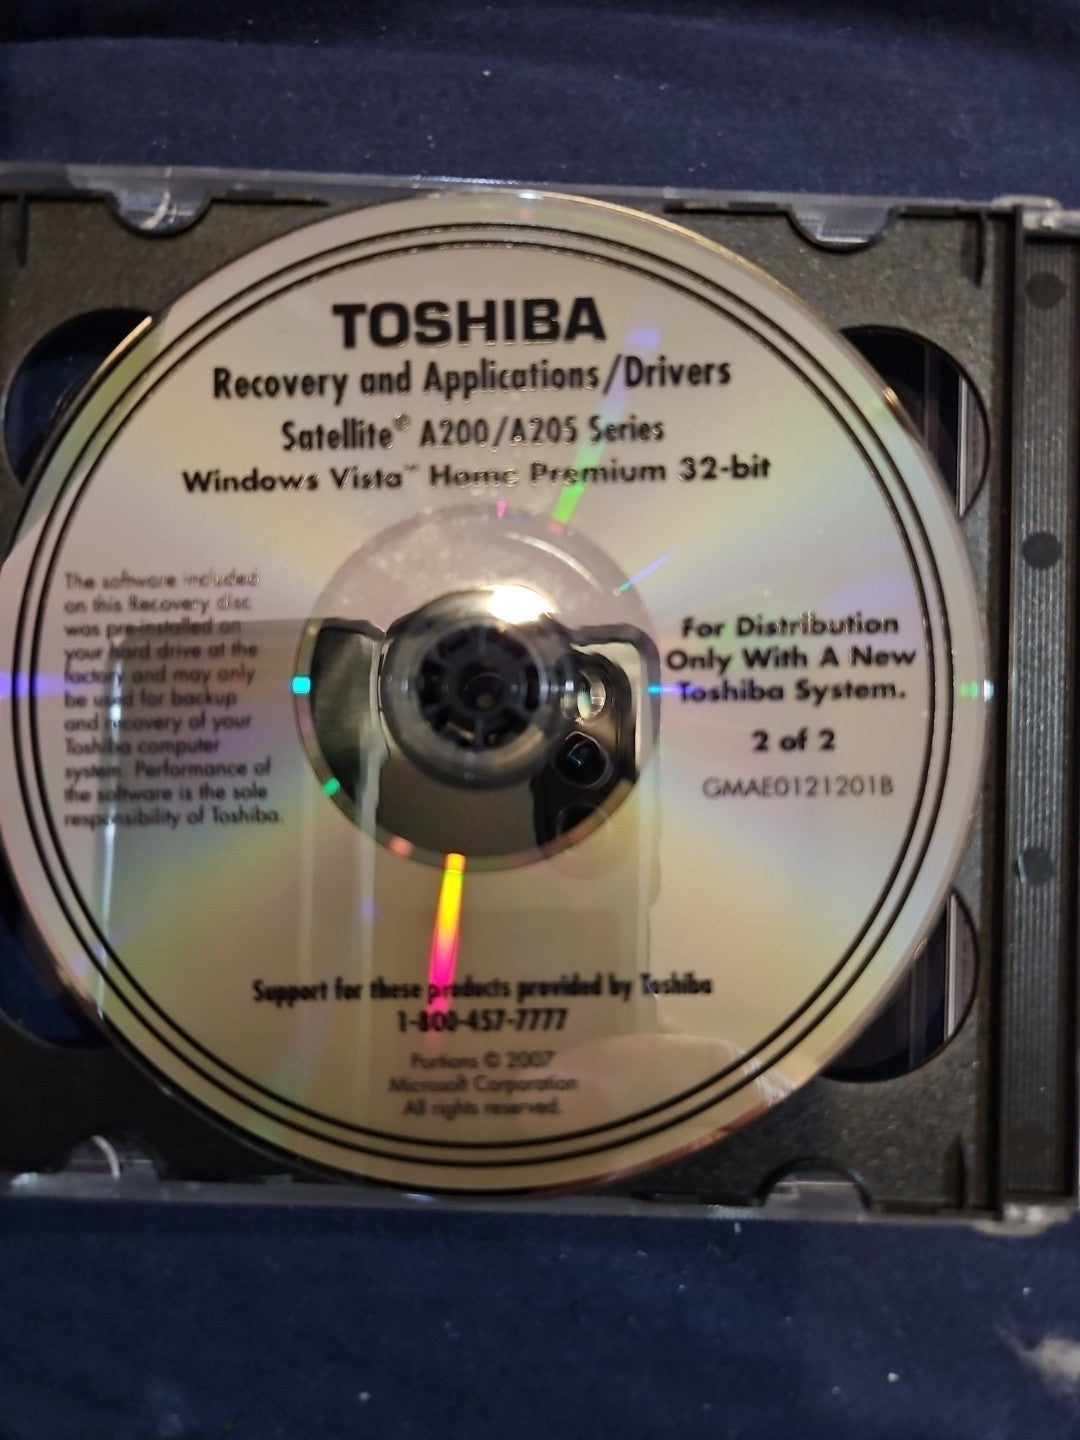 TOSHIBA
Recovery and Applications/Drivers
Satellite® A200/A205 Series
Windows Vista™ Home Premium 32-bit
The software included
on this Recovery disc
was pre-installed on
your hard drive at the
factory and may only
be used for backup
and recovery of your
Toshiba computer
system. Performance of
the software is the sole
responsibility of Toshiba.
For Distribution
Only With A New
Toshiba System.
2 of 2
GMAE0121201B
Support for these products provided by Toshiba
1-800-457-7777
Portions © 2007
Microsoft Corporation
All rights reserved.